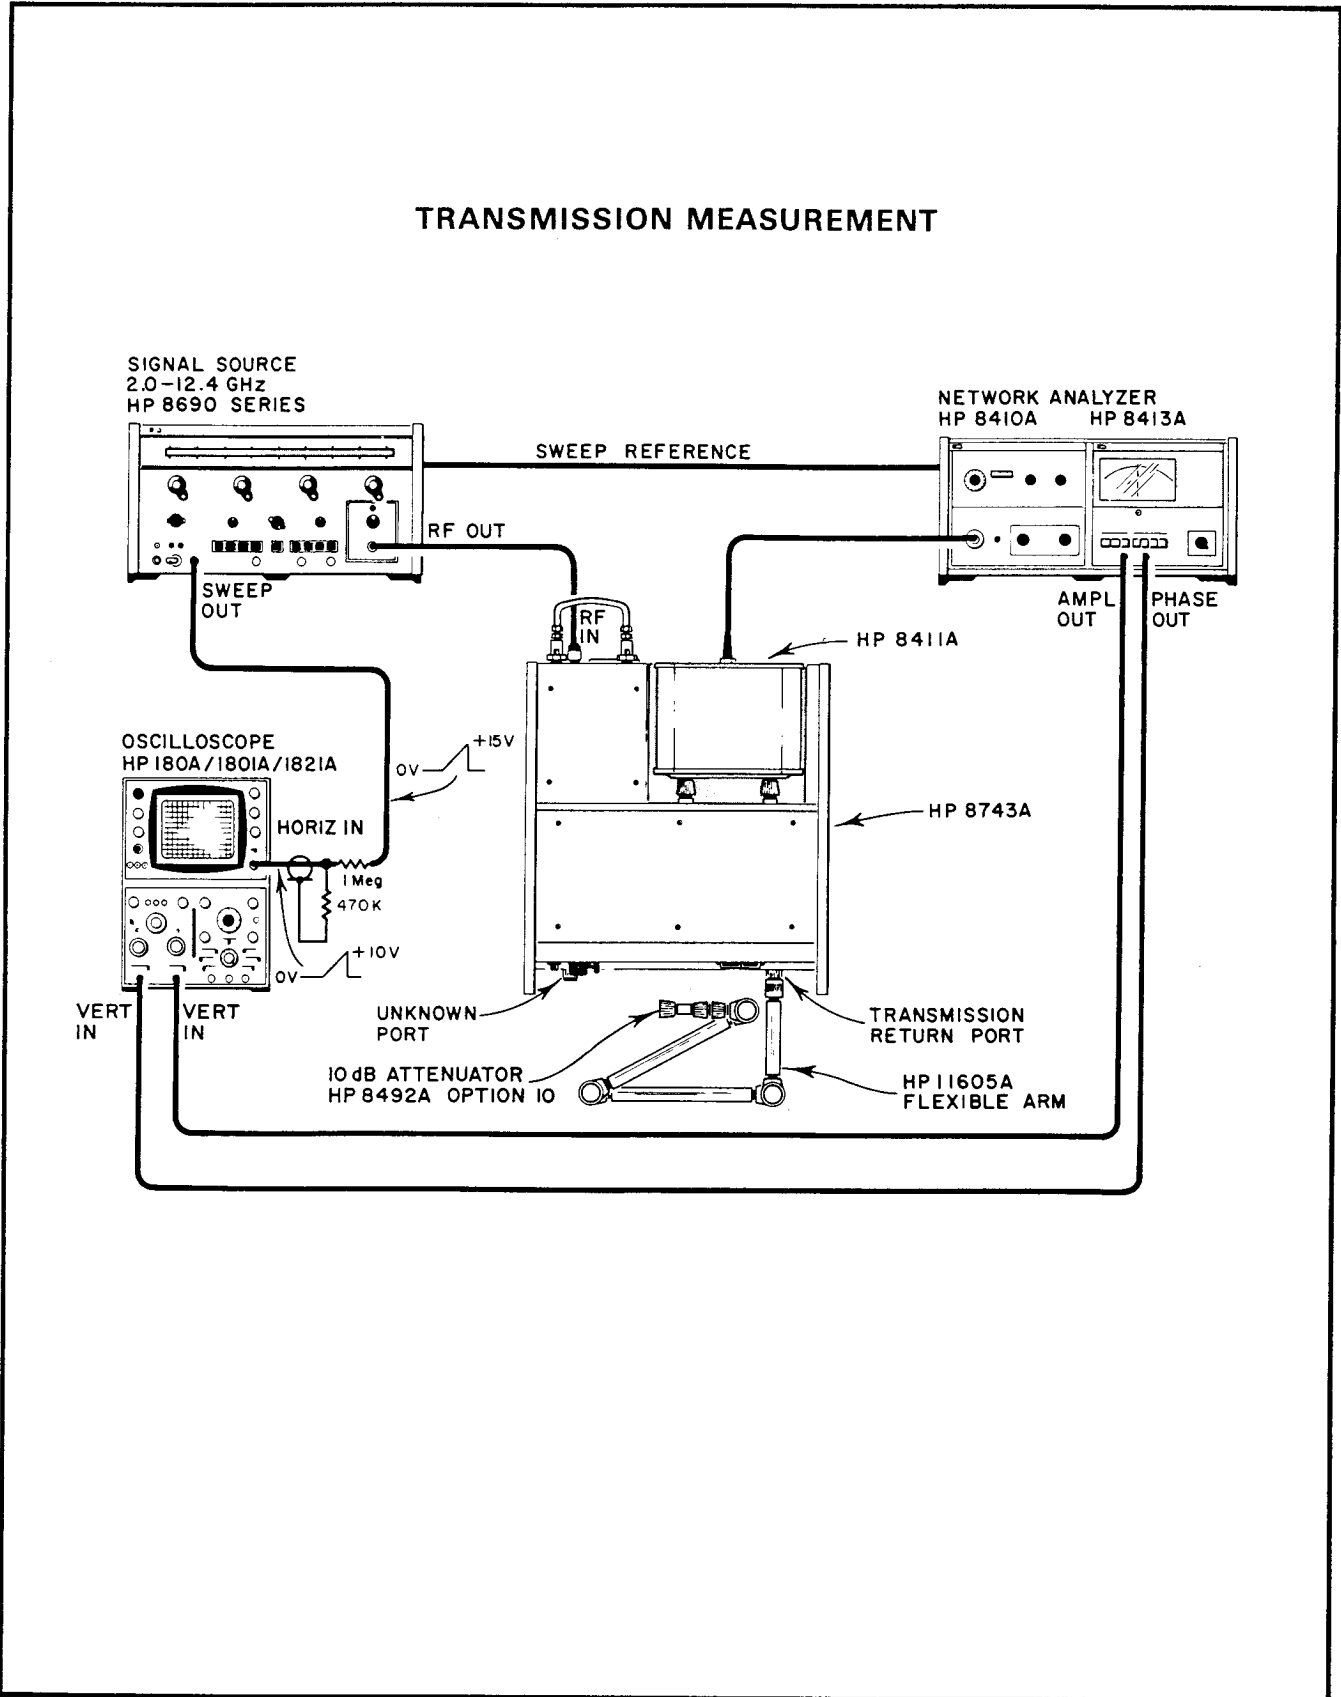 TRANSMISSION MEASUREMENT
SIGNAL SOURCE
2.0-12.4 GHz
HP 8690 SERIES
NETWORK ANALYZER
HP 8410A HP 8413A
SWEEP REFERENCE
RF OUT
SWEEP
OUT
RF
IN
AMPL
OUT
PHASE
OUT
HP 8411A
OSCILLOSCOPE
HP 180A/1801A/1821A
+15V
0V
HORIZ IN
HP 8743A
1 Meg
470K
+10V
0V
VERT
IN
VERT
IN
UNKNOWN
PORT
TRANSMISSION
RETURN PORT
10 dB ATTENUATOR
HP 8492A OPTION 10
HP 11605A
FLEXIBLE ARM